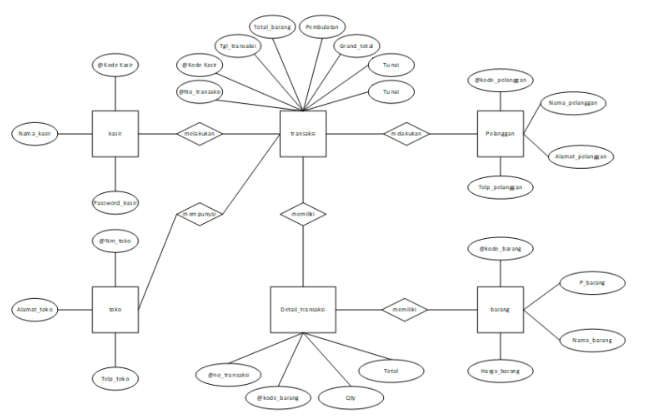 Total_barang
Pembulatan
Tgl_transaksi
Grand_total
@Kode Kasir
@Kode Kasir
Tunai
@kode_pelanggan
@No_transaksi
Tunai
Nama_pelanggan
Nama_kasir
kasir
melakukan
transaksi
melakukan
Pelanggan
Alamat_pelanggan
Password_kasir
Telp_pelanggan
mempunyai
memiliki
@Nm_toko
@kode_barang
P_barang
Alamat_toko
toko
Detail_transaksi
memiliki
barang
Nama_barang
Telp_toko
@no_transaksi
Total
Harga_barang
@kode_barang
Qty